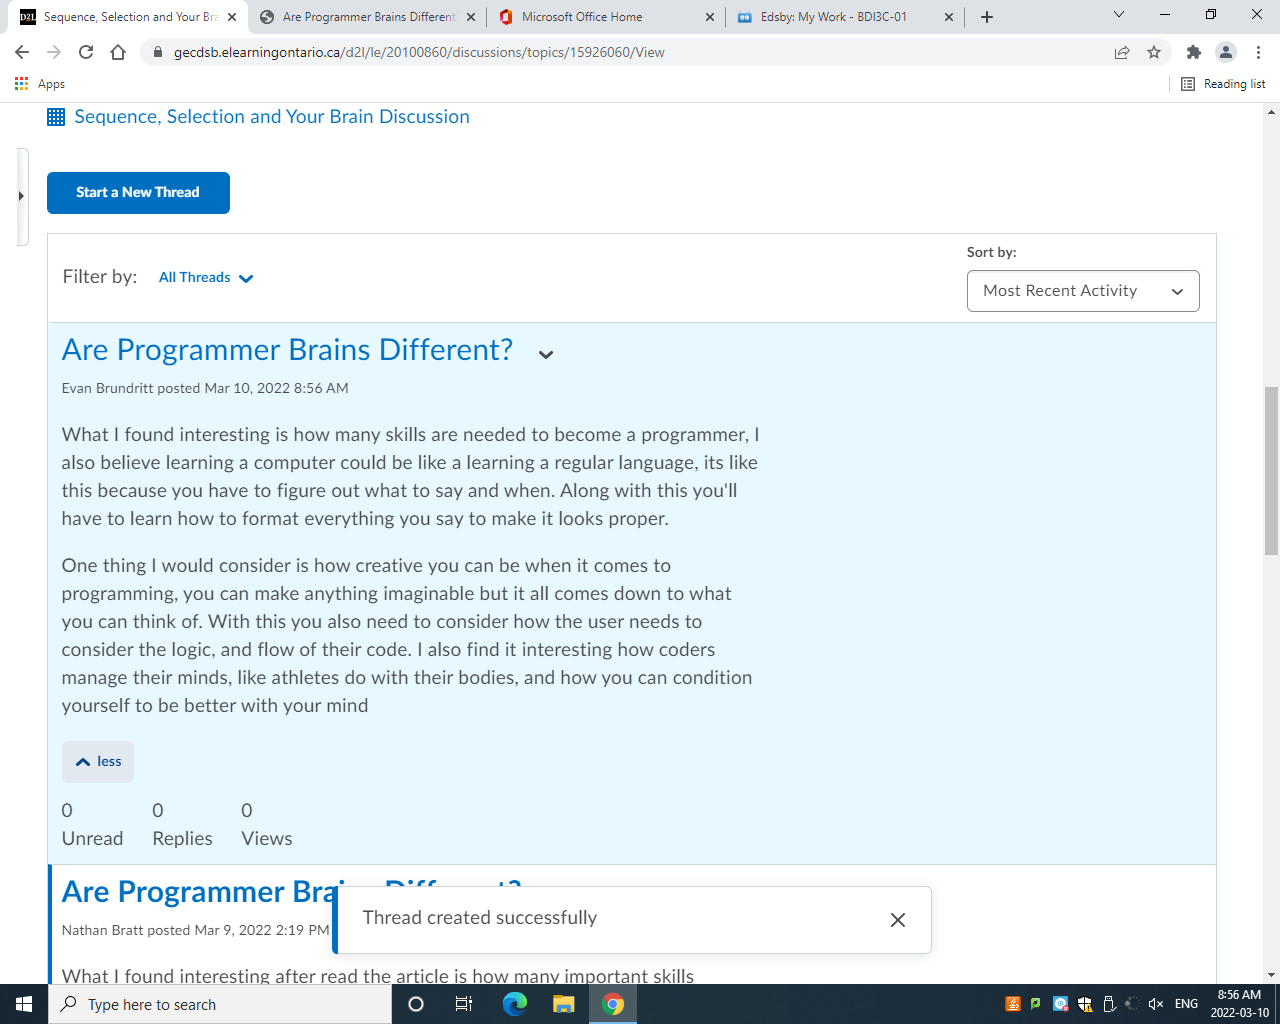 Sequence, Selection and Your Bra
Are Programmer Brains Different
Microsoft Office Home
Edsby: My Work - BDI3C-01
gecdsb.elearningontario.ca/d2l/le/20100860/discussions/topics/15926060/View
Apps
Reading list
Sequence, Selection and Your Brain Discussion
Start a New Thread
Filter by: All Threads
Sort by:
Most Recent Activity
Are Programmer Brains Different?
Evan Brundritt posted Mar 10, 2022 8:56 AM
What I found interesting is how many skills are needed to become a programmer, I
also believe learning a computer could be like a learning a regular language, its like
this because you have to figure out what to say and when. Along with this you'll
have to learn how to format everything you say to make it looks proper.
One thing I would consider is how creative you can be when it comes to
programming, you can make anything imaginable but it all comes down to what
you can think of. With this you also need to consider how the user needs to
consider the logic, and flow of their code. I also find it interesting how coders
manage their minds, like athletes do with their bodies, and how you can condition
yourself to be better with your mind
less
0 0 0
Unread Replies Views
Are Programmer Brains Different?
Nathan Bratt posted Mar 9, 2022 2:19 PM
Thread created successfully
What I found interesting after read the article is how many important skills
Type here to search
ENG
8:56 AM
2022-03-10